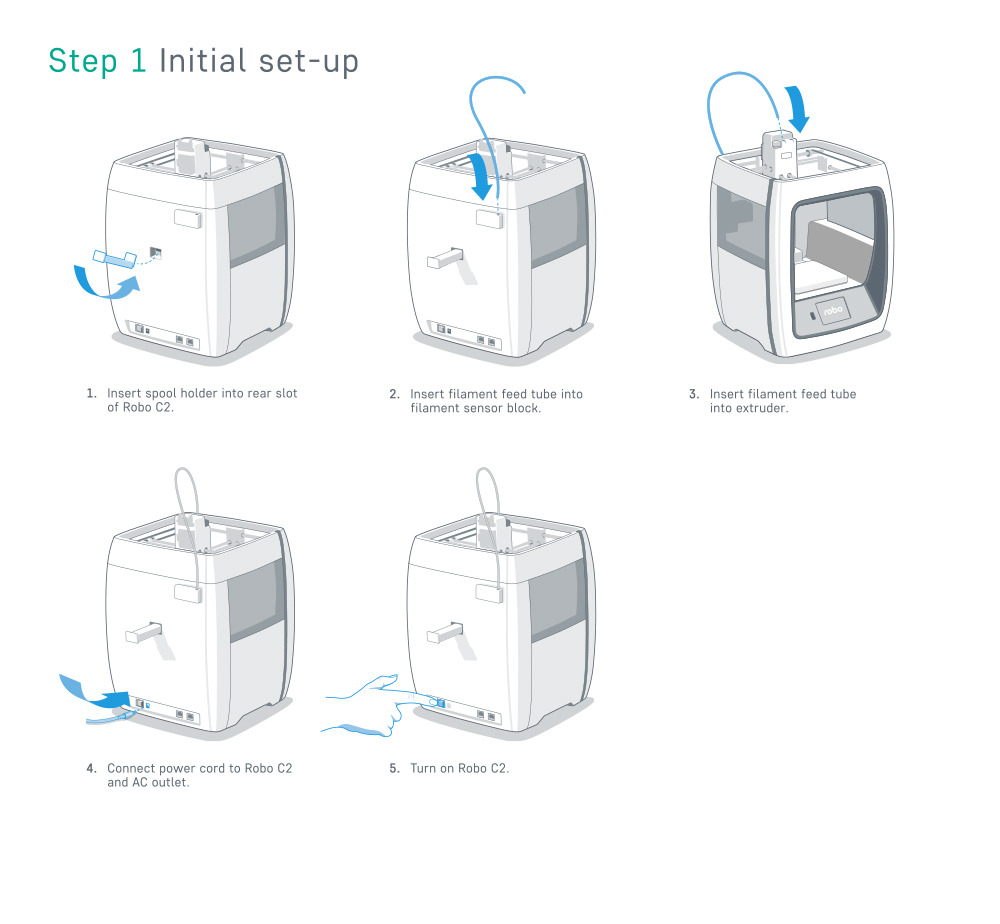 Step 1 Initial set-up
robo
1. Insert spool holder into rear slot
of Robo C2.
2. Insert filament feed tube into
filament sensor block.
3. Insert filament feed tube
into extruder.
4. Connect power cord to Robo C2
and AC outlet.
5. Turn on Robo C2.